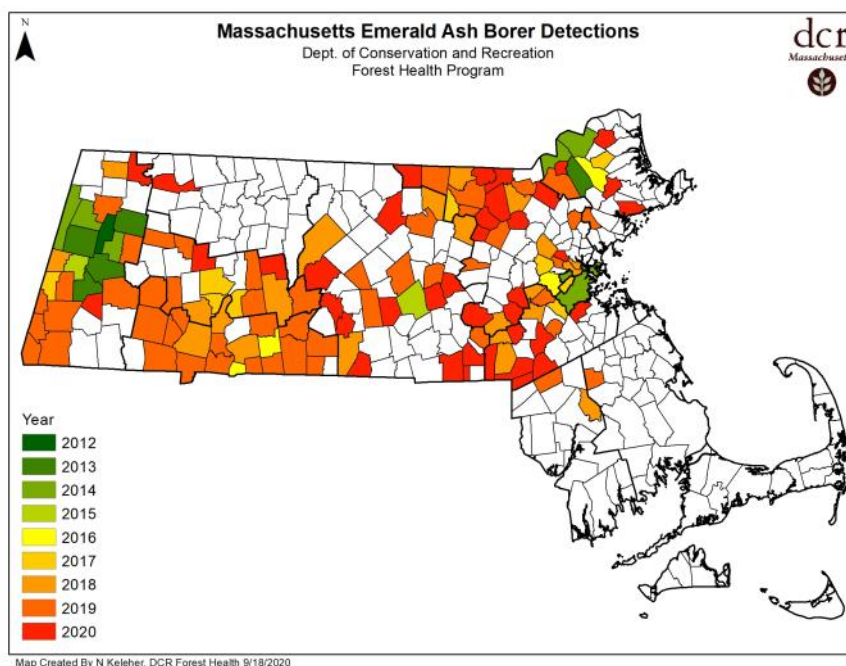 N
Massachusetts Emerald Ash Borer Detections
Dept. of Conservation and Recreation
Forest Health Program
dcr
Massachusetts
Year
2012
2013
2014
2015
2016
2017
2018
2019
2020
Map Created By N Keleher, DCR Forest Health 9/18/2020